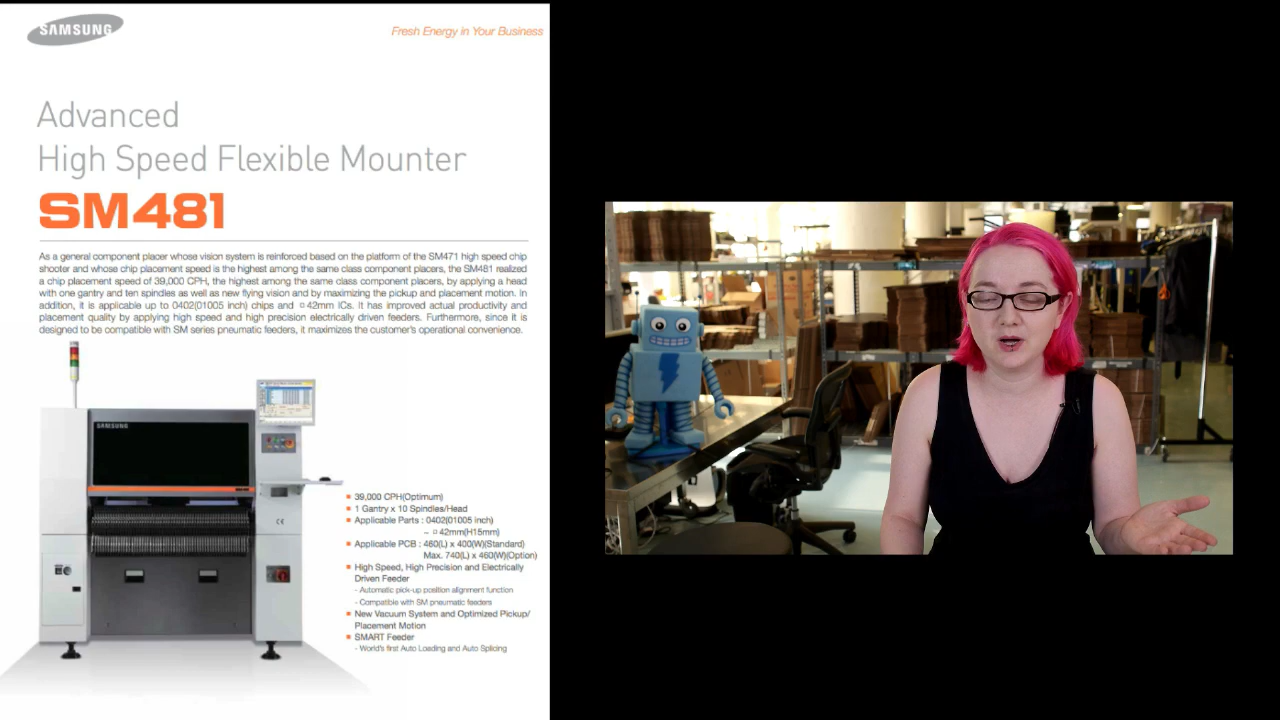 SAMSUNG
Fresh Energy in Your Business
Advanced
High Speed Flexible Mounter
SM481
As a general component placer whose vision system is reinforced based on the platform of the SM471 high speed chip
shooter and whose chip placement speed is the highest among the same class component placers, the SM481 realized
a chip placement speed of 39,000 CPH, the highest among the same class component placers, by applying a head
with one gantry and ten spindles as well as new flying vision and by maximizing the pickup and placement motion. In
addition, it is applicable up to 0402(01005 inch) chips and □42mm ICs. It has improved actual productivity and
placement quality by applying high speed and high precision electrically driven feeders. Furthermore, since it is
designed to be compatible with SM series pneumatic feeders, it maximizes the customer's operational convenience.
SAMSUNG
CE
39,000 CPH(Optimum)
1 Gantry x 10 Spindles/Head
Applicable Parts : 0402(01005 inch)
~ □42mm(H15mm)
Applicable PCB : 460(L) x 400(W)(Standard)
Max. 740(L) x 460(W)(Option)
High Speed, High Precision and Electrically
Driven Feeder
- Automatic pick-up position alignment function
- Compatible with SM pneumatic feeders
New Vacuum System and Optimized Pickup/
Placement Motion
SMART Feeder
- World's first Auto Loading and Auto Splicing